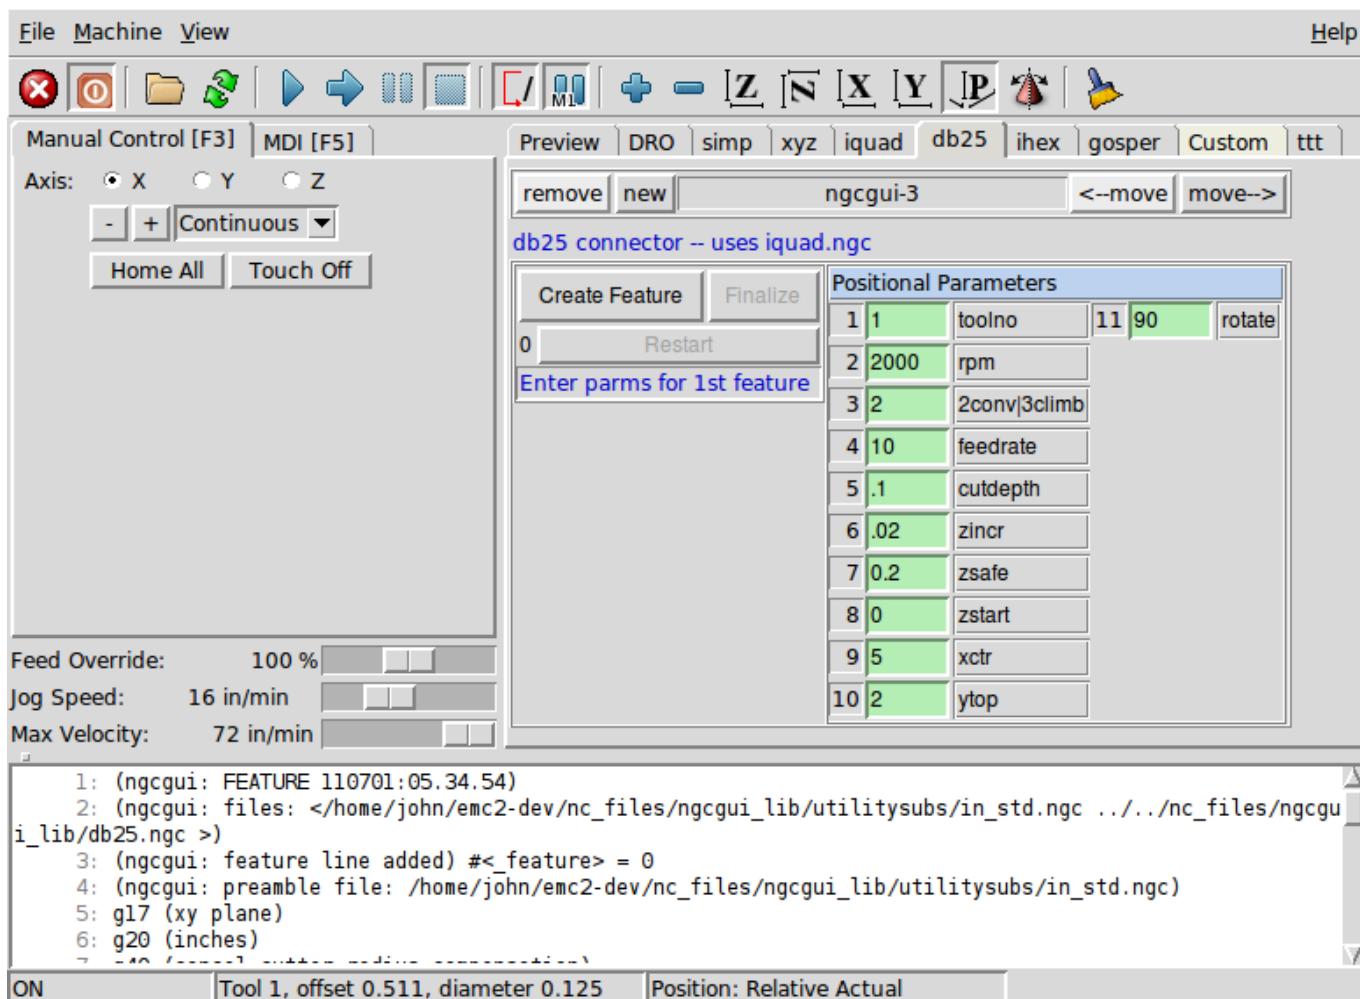 File Machine View Help
M1 Z N X Y P
Manual Control [F3] MDI [F5] Preview DRO simp xyz iquad db25 ihex gosper Custom ttt
Axis: X Y Z
- + Continuous
Home All Touch Off
remove new ngcgui-3 <--move move-->
db25 connector -- uses iquad.ngc
Create Feature Finalize
0 Restart
Enter parms for 1st feature
Positional Parameters
1 1 toolno 11 90 rotate
2 2000 rpm
3 2 2conv|3climb
4 10 feedrate
5 .1 cutdepth
6 .02 zincr
7 0.2 zsafe
8 0 zstart
9 5 xctr
10 2 ytop
Feed Override: 100 %
Jog Speed: 16 in/min
Max Velocity: 72 in/min
1: (ngcgui: FEATURE 110701:05.34.54)
2: (ngcgui: files: </home/john/emc2-dev/nc_files/ngcgui_lib/utilitysubs/in_std.ngc ../../nc_files/ngcgu
i_lib/db25.ngc >)
3: (ngcgui: feature line added) #<_feature> = 0
4: (ngcgui: preamble file: /home/john/emc2-dev/nc_files/ngcgui_lib/utilitysubs/in_std.ngc)
5: g17 (xy plane)
6: g20 (inches)
ON Tool 1, offset 0.511, diameter 0.125 Position: Relative Actual